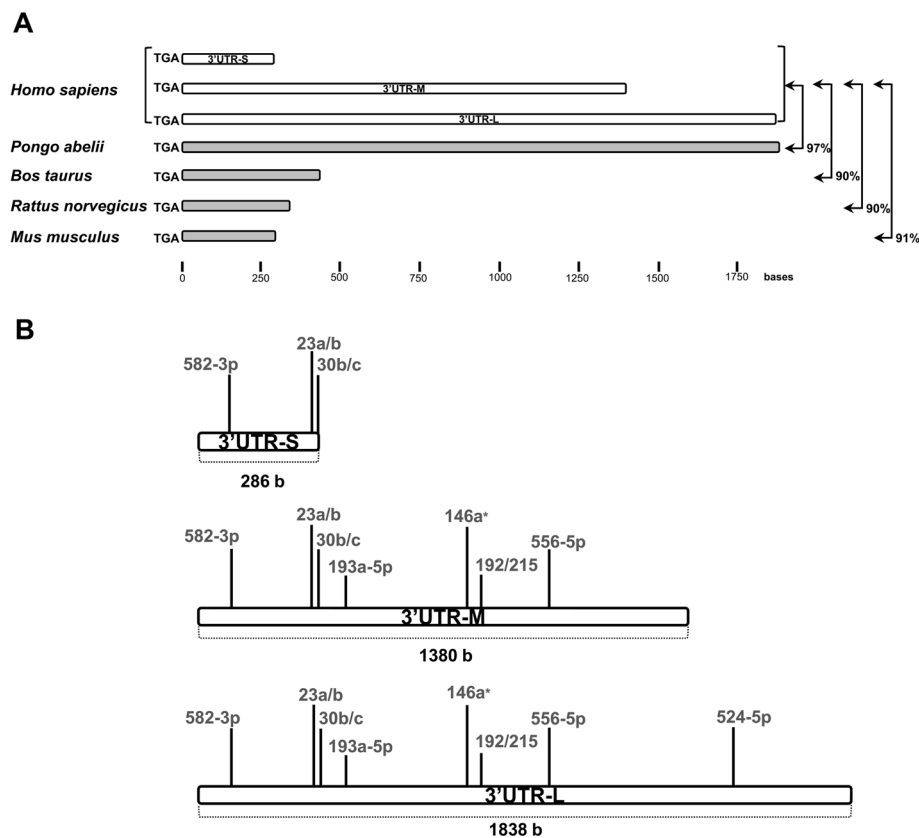 A
TGA 3'UTR-S
Homo sapiens TGA 3'UTR-M
TGA 3'UTR-L
Pongo abelii TGA 97%
Bos taurus TGA 90%
Rattus norvegicus TGA 90%
Mus musculus TGA 91%
0 250 500 750 1000 1250 1500 1750 bases
B
23a/b
582-3p 30b/c
3'UTR-S
286 b
23a/b 146a*
582-3p 30b/c 556-5p
193a-5p 192/215
3'UTR-M
1380 b
23a/b 146a*
582-3p 30b/c 556-5p 524-5p
193a-5p 192/215
3'UTR-L
1838 b